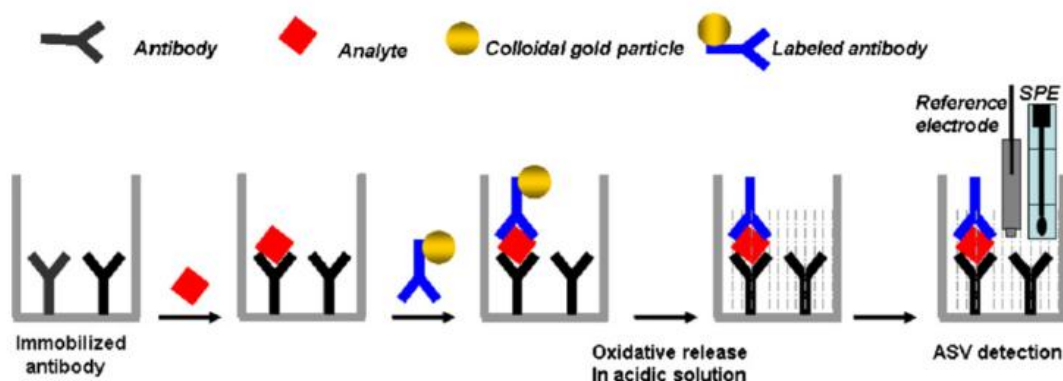 Antibody
Analyte
Colloidal gold particle
Labeled antibody
Reference
electrode
SPE
Immobilized
antibody
Oxidative release
In acidic solution
ASV detection